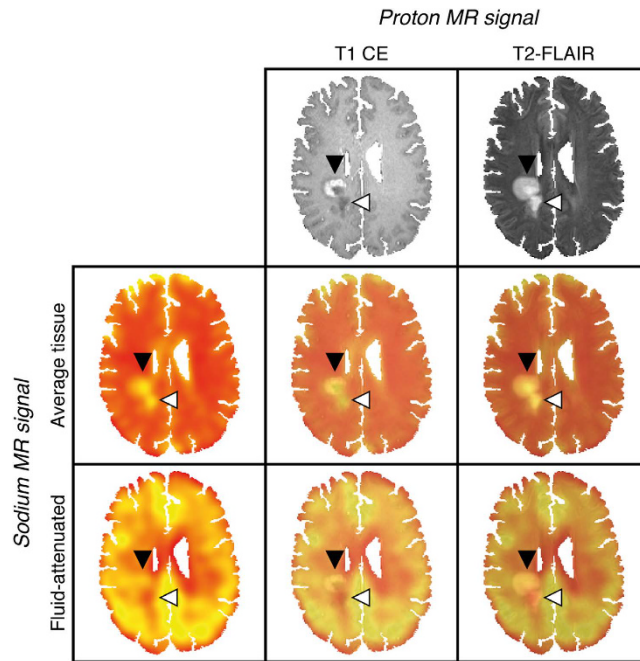 Proton MR signal
T1 CE
T2-FLAIR
Sodium MR signal
Average tissue
Fluid-attenuated